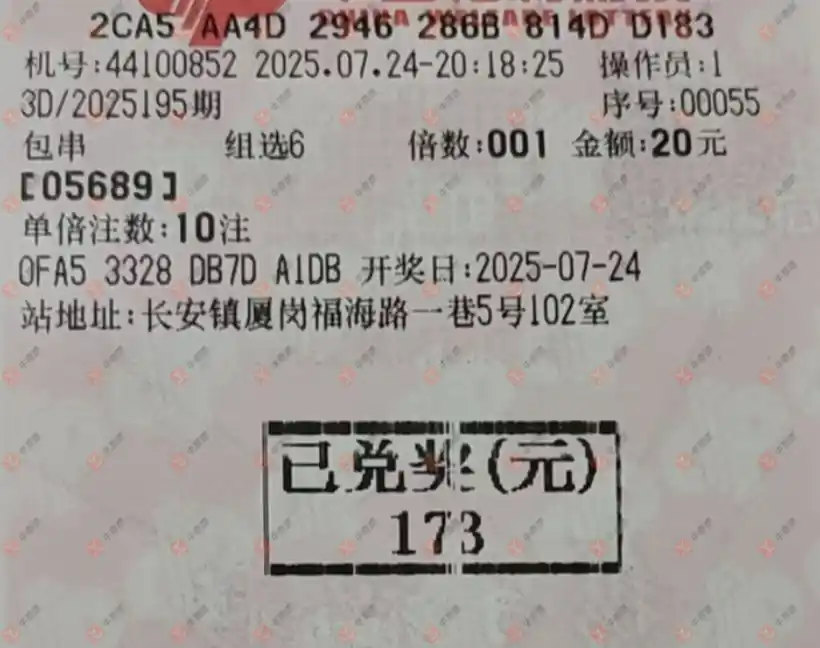 CHINA WELFARE LOTTERY
2CA5 AA4D 2946 286B 814D D183
机号:44100852 2025.07.24-20:18:25 操作员:1
3D/2025195期 序号:00055
包串 组选6 倍数:001 金额:20元
[05689]
单倍注数:10注
0FA5 3328 DB7D A1DB 开奖日:2025-07-24
站地址:长安镇厦岗福海路一巷5号102室
已兑奖(元)
173